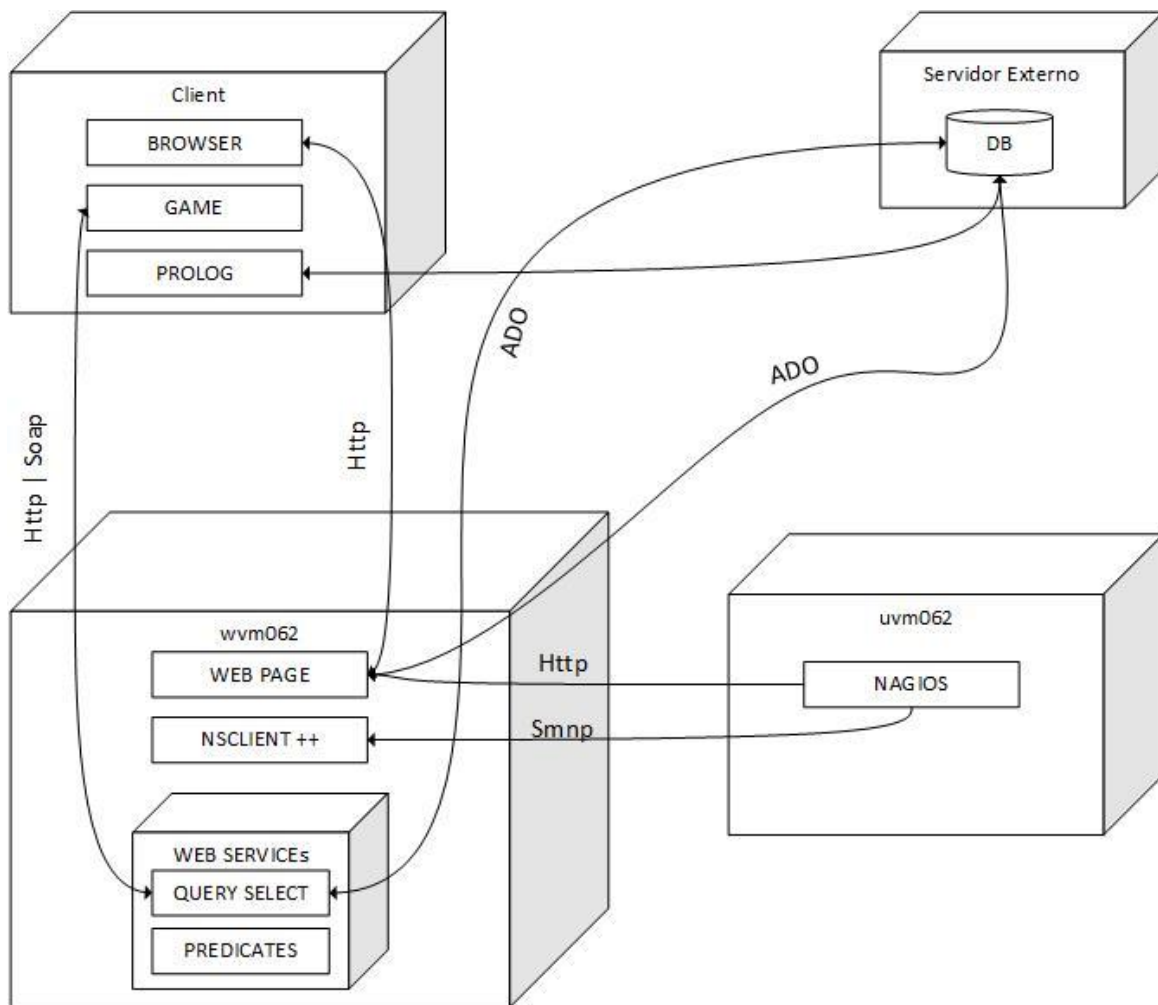 Client
BROWSER
GAME
PROLOG
Servidor Externo
DB
ADO
ADO
Http | Soap
Http
wvm062
WEB PAGE
NSCLIENT ++
WEB SERVICEs
QUERY SELECT
PREDICATES
Http
Smnp
uvm062
NAGIOS